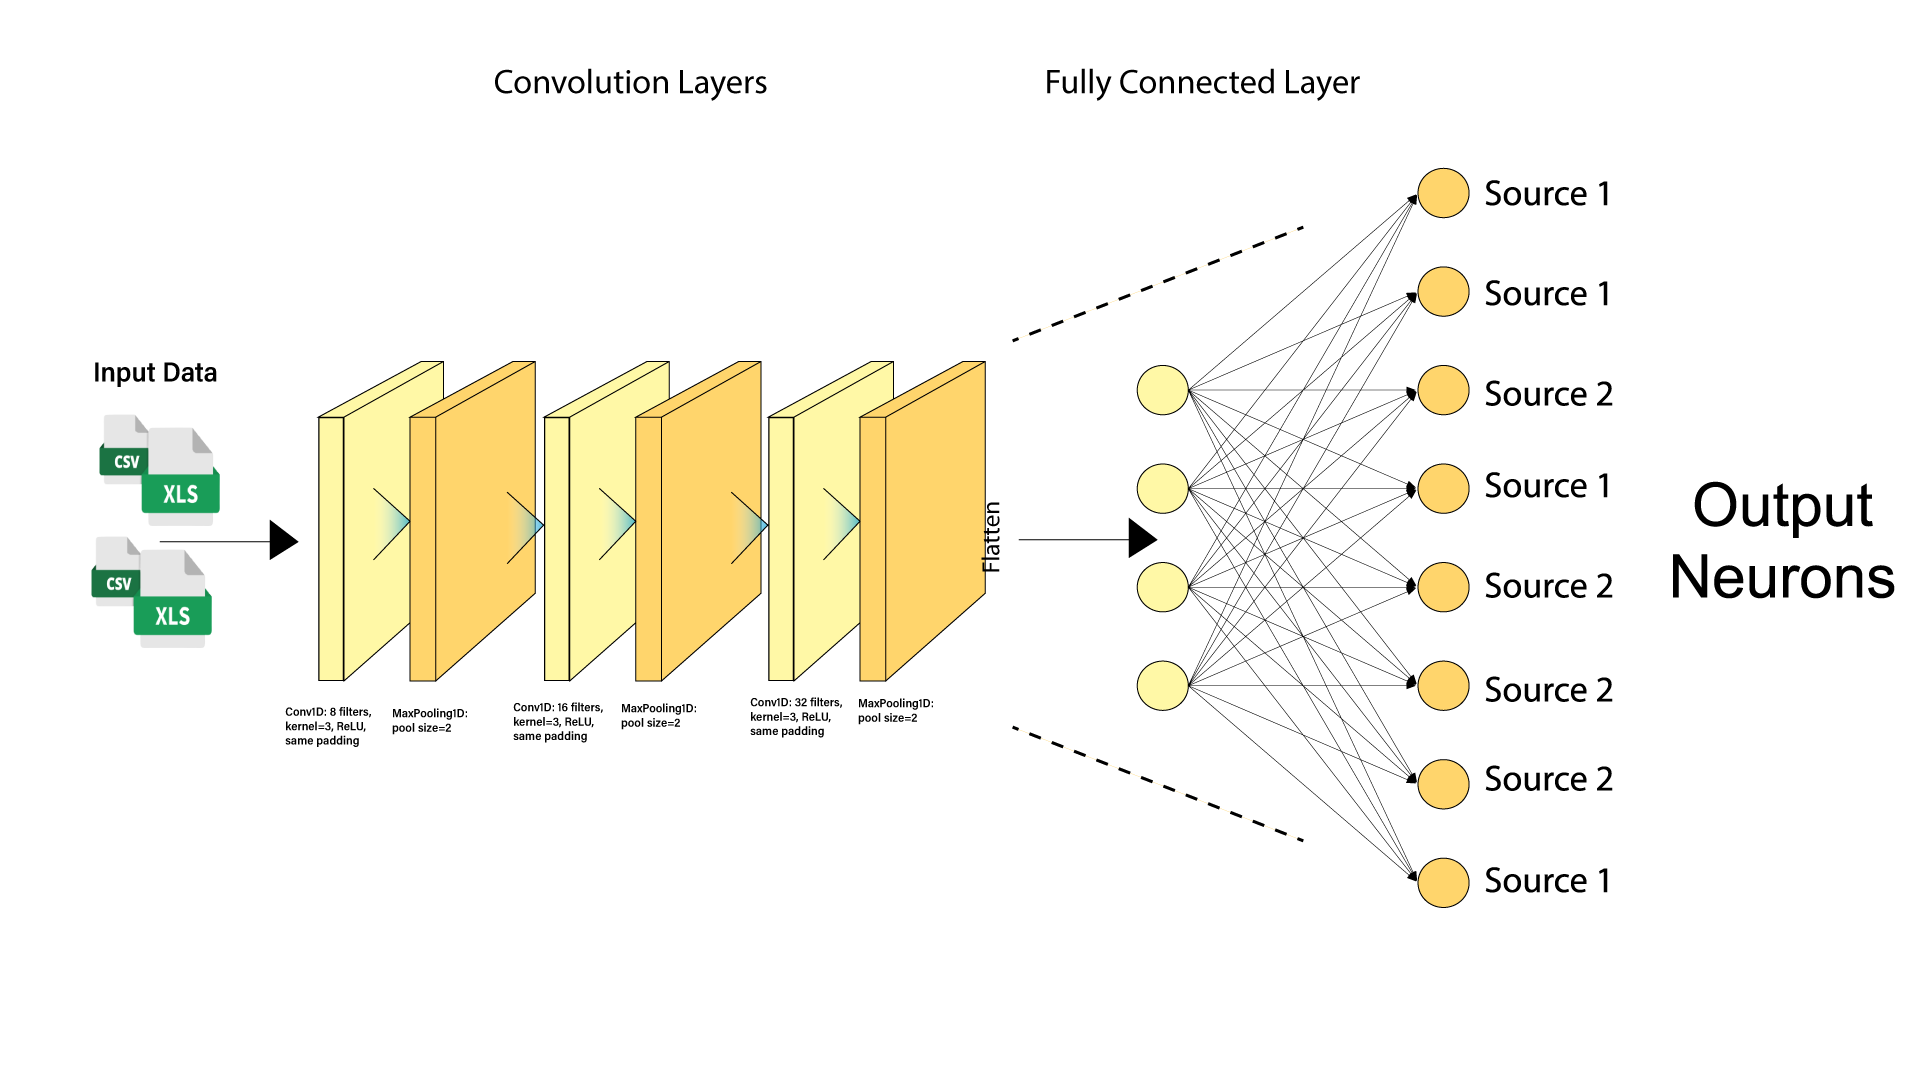 Convolution Layers
Fully Connected Layer
Input Data
CSV
XLS
CSV
XLS
Conv1D: 8 filters,
kernel=3, ReLU,
same padding
MaxPooling1D:
pool size=2
Conv1D: 16 filters,
kernel=3, ReLU,
same padding
MaxPooling1D:
pool size=2
Conv1D: 32 filters,
kernel=3, ReLU,
same padding
MaxPooling1D:
pool size=2
Flatten
Source 1
Source 1
Source 2
Source 1
Source 2
Source 2
Source 2
Source 1
Output
Neurons